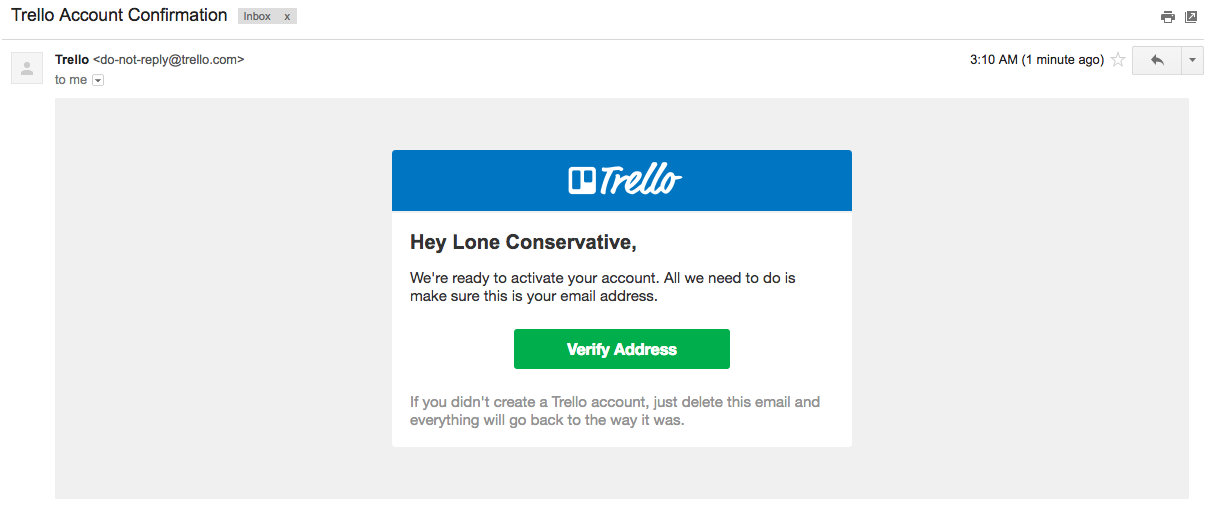 Trello Account Confirmation Inbox x
Trello <do-not-reply@trello.com> 3:10 AM (1 minute ago)
to me
Trello
Hey Lone Conservative,
We're ready to activate your account. All we need to do is
make sure this is your email address.
Verify Address
If you didn't create a Trello account, just delete this email and
everything will go back to the way it was.